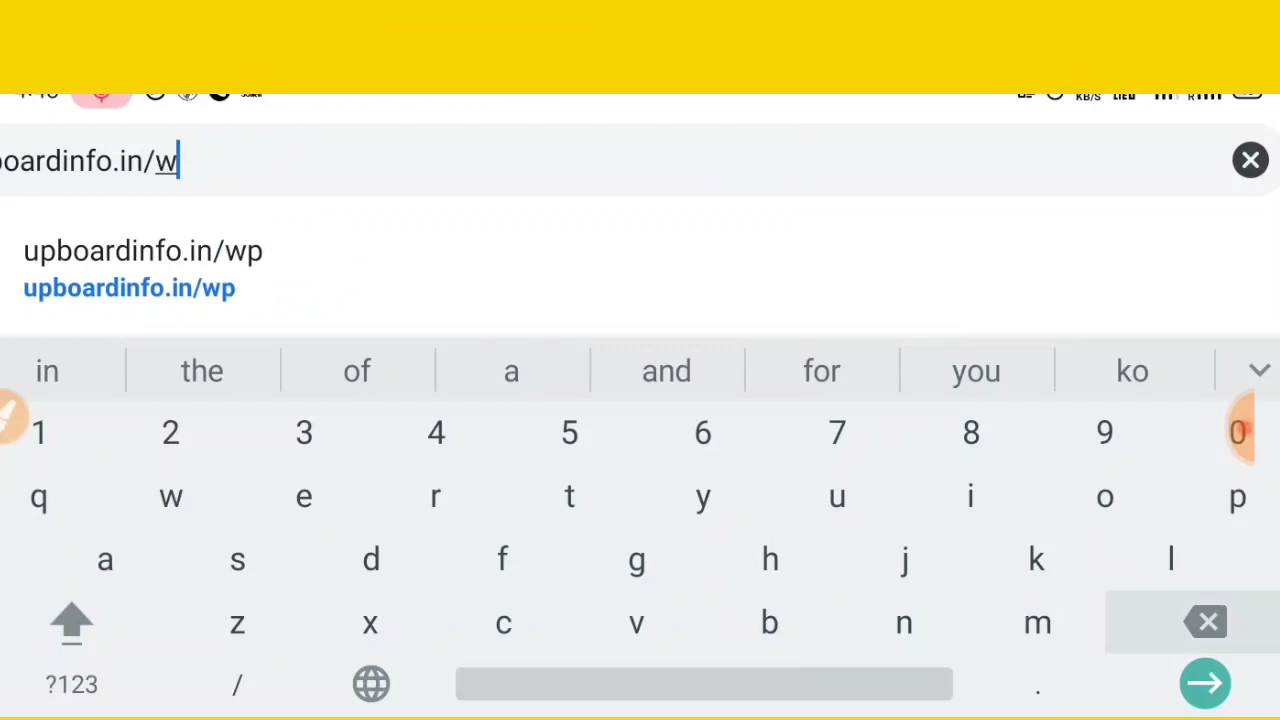 boardinfo.in/w
upboardinfo.in/wp
upboardinfo.in/wp
in the of a and for you ko
1 2 3 4 5 6 7 8 9 0
q w e r t y u i o p
a s d f g h j k l
z x c v b n m
?123 / .